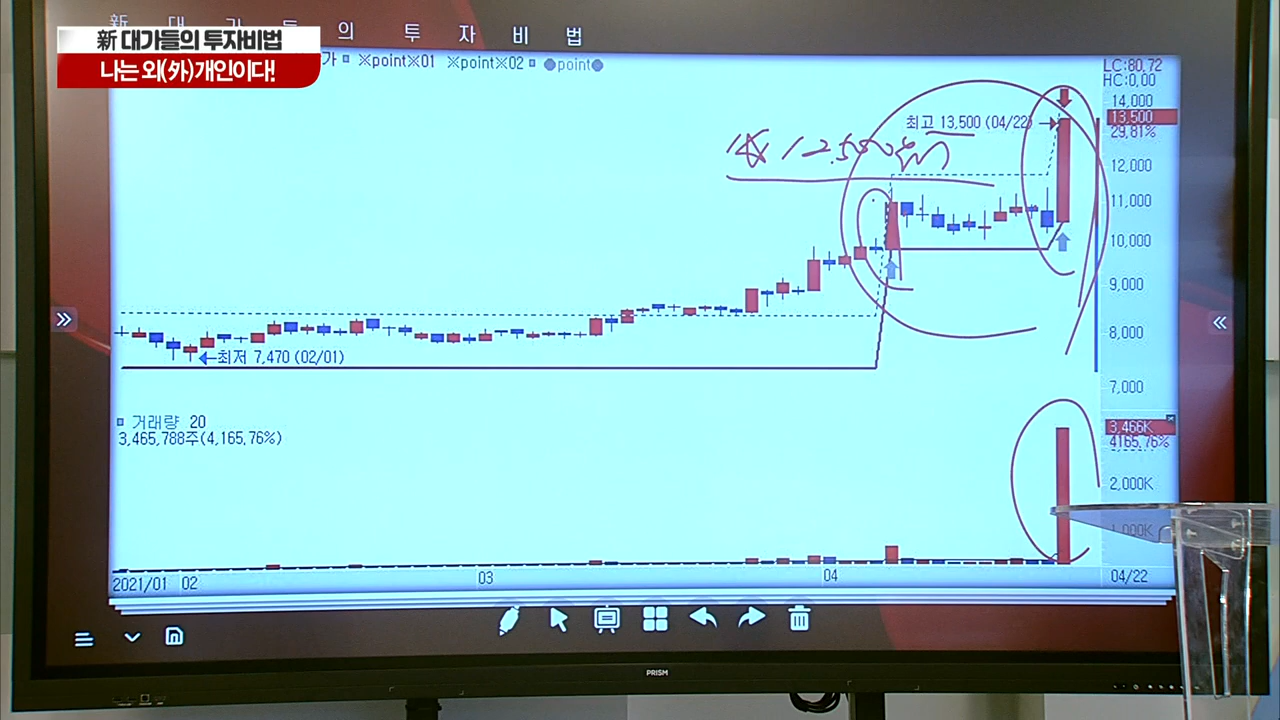 新 대가들의 투자비법
新 대가들의 투자비법
나는 외(外)개인이다!
가 ※point※01 ※point※02 ●point●
LC:80.72
HC:0.00
14,000
최고 13,500 (04/22)
13,500
29.81%
12,000
11,000
10,000
9,000
8,000
최저 7,470 (02/01)
7,000
거래량 20
3,465,788주(4,165.76%)
3,466K
4165.76%
2,000K
1,000K
2021/01 02 03 04 04/22
PRISM